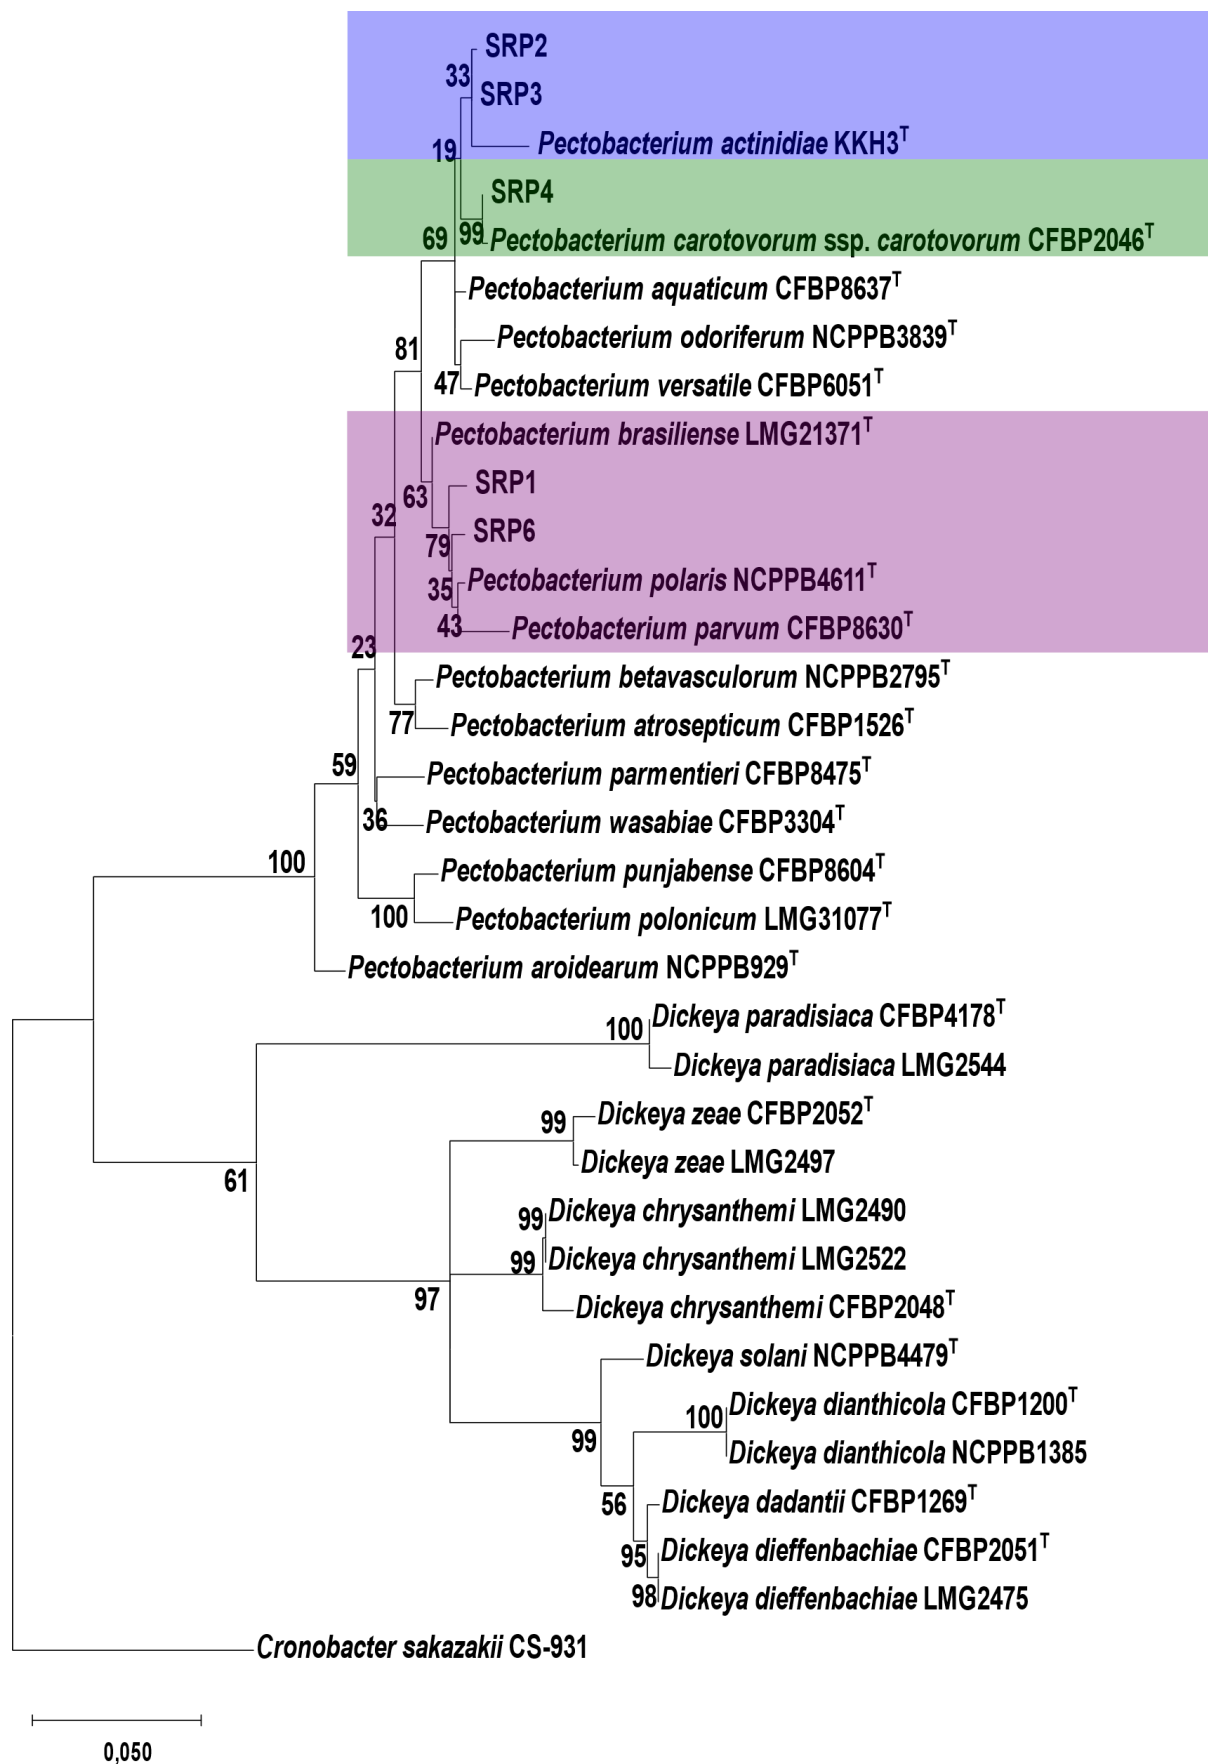 SRP2
33
SRP3
Pectobacterium actinidiae KKH3T
19
SRP4
99
Pectobacterium carotovorum ssp. carotovorum CFBP2046T
69
Pectobacterium aquaticum CFBP8637T
Pectobacterium odoriferum NCPPB3839T
81
47
Pectobacterium versatile CFBP6051T
Pectobacterium brasiliense LMG21371T
SRP1
63
32
SRP6
79
Pectobacterium polaris NCPPB4611T
35
43
Pectobacterium parvum CFBP8630T
23
Pectobacterium betavasculorum NCPPB2795T
77
Pectobacterium atrosepticum CFBP1526T
59
Pectobacterium parmentieri CFBP8475T
36
Pectobacterium wasabiae CFBP3304T
100
Pectobacterium punjabense CFBP8604T
100
Pectobacterium polonicum LMG31077T
Pectobacterium aroidearum NCPPB929T
Dickeya paradisiaca CFBP4178T
100
Dickeya paradisiaca LMG2544
Dickeya zeae CFBP2052T
99
Dickeya zeae LMG2497
61
Dickeya chrysanthemi LMG2490
99
Dickeya chrysanthemi LMG2522
99
97
Dickeya chrysanthemi CFBP2048T
Dickeya solani NCPPB4479T
Dickeya dianthicola CFBP1200T
100
99
Dickeya dianthicola NCPPB1385
56
Dickeya dadantii CFBP1269T
95
Dickeya dieffenbachiae CFBP2051T
98
Dickeya dieffenbachiae LMG2475
Cronobacter sakazakii CS-931
0,050